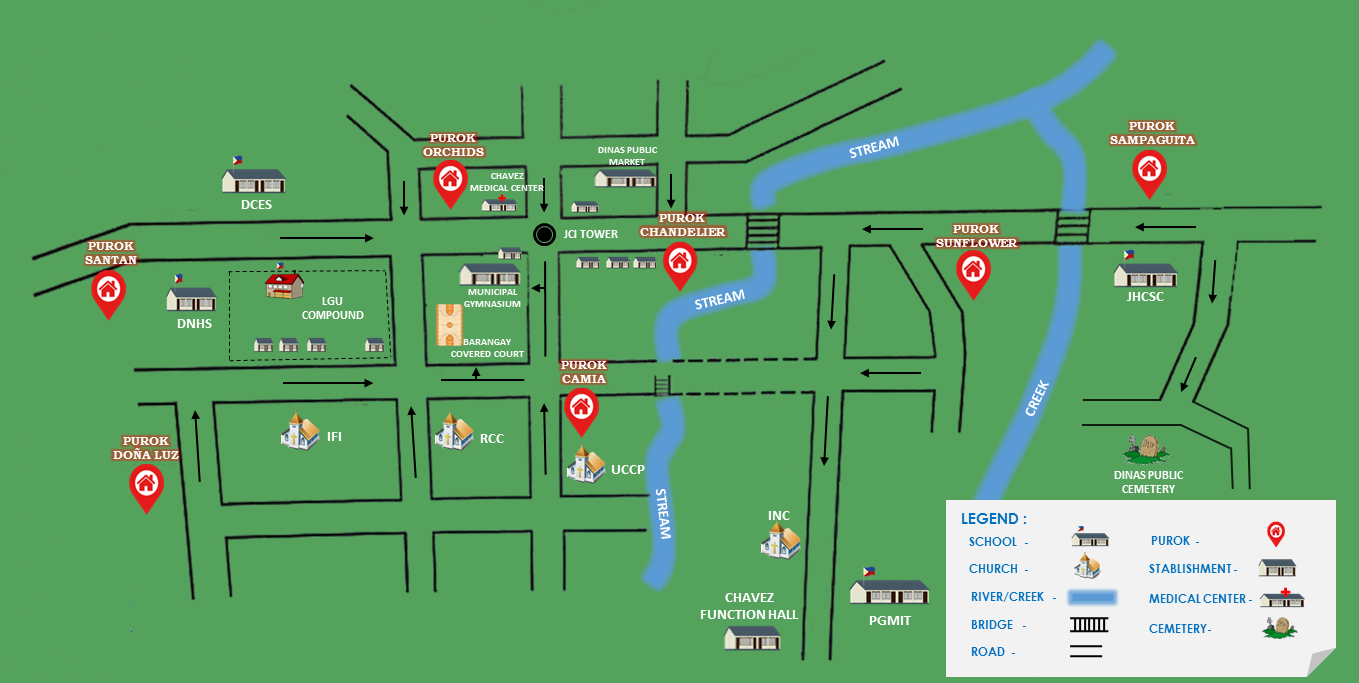 PUROK
ORCHIDS
DCES
CHAVEZ
MEDICAL CENTER
DINAS PUBLIC
MARKET
STREAM
PUROK
SAMPAGUITA
PUROK
SANTAN
JCI TOWER
PUROK
CHANDELIER
PUROK
SUNFLOWER
DNHS
LGU
COMPOUND
MUNICIPAL
GYMNASIUM
STREAM
JHCSC
BARANGAY
COVERED COURT
PUROK
CAMIA
CREEK
PUROK
DOÑA LUZ
IFI
RCC
UCCP
STREAM
DINAS PUBLIC
CEMETERY
INC
CHAVEZ
FUNCTION HALL
PGMIT
LEGEND :
SCHOOL -
CHURCH -
RIVER/CREEK -
BRIDGE -
ROAD -
PUROK -
STABLISHMENT-
MEDICAL CENTER-
CEMETERY-